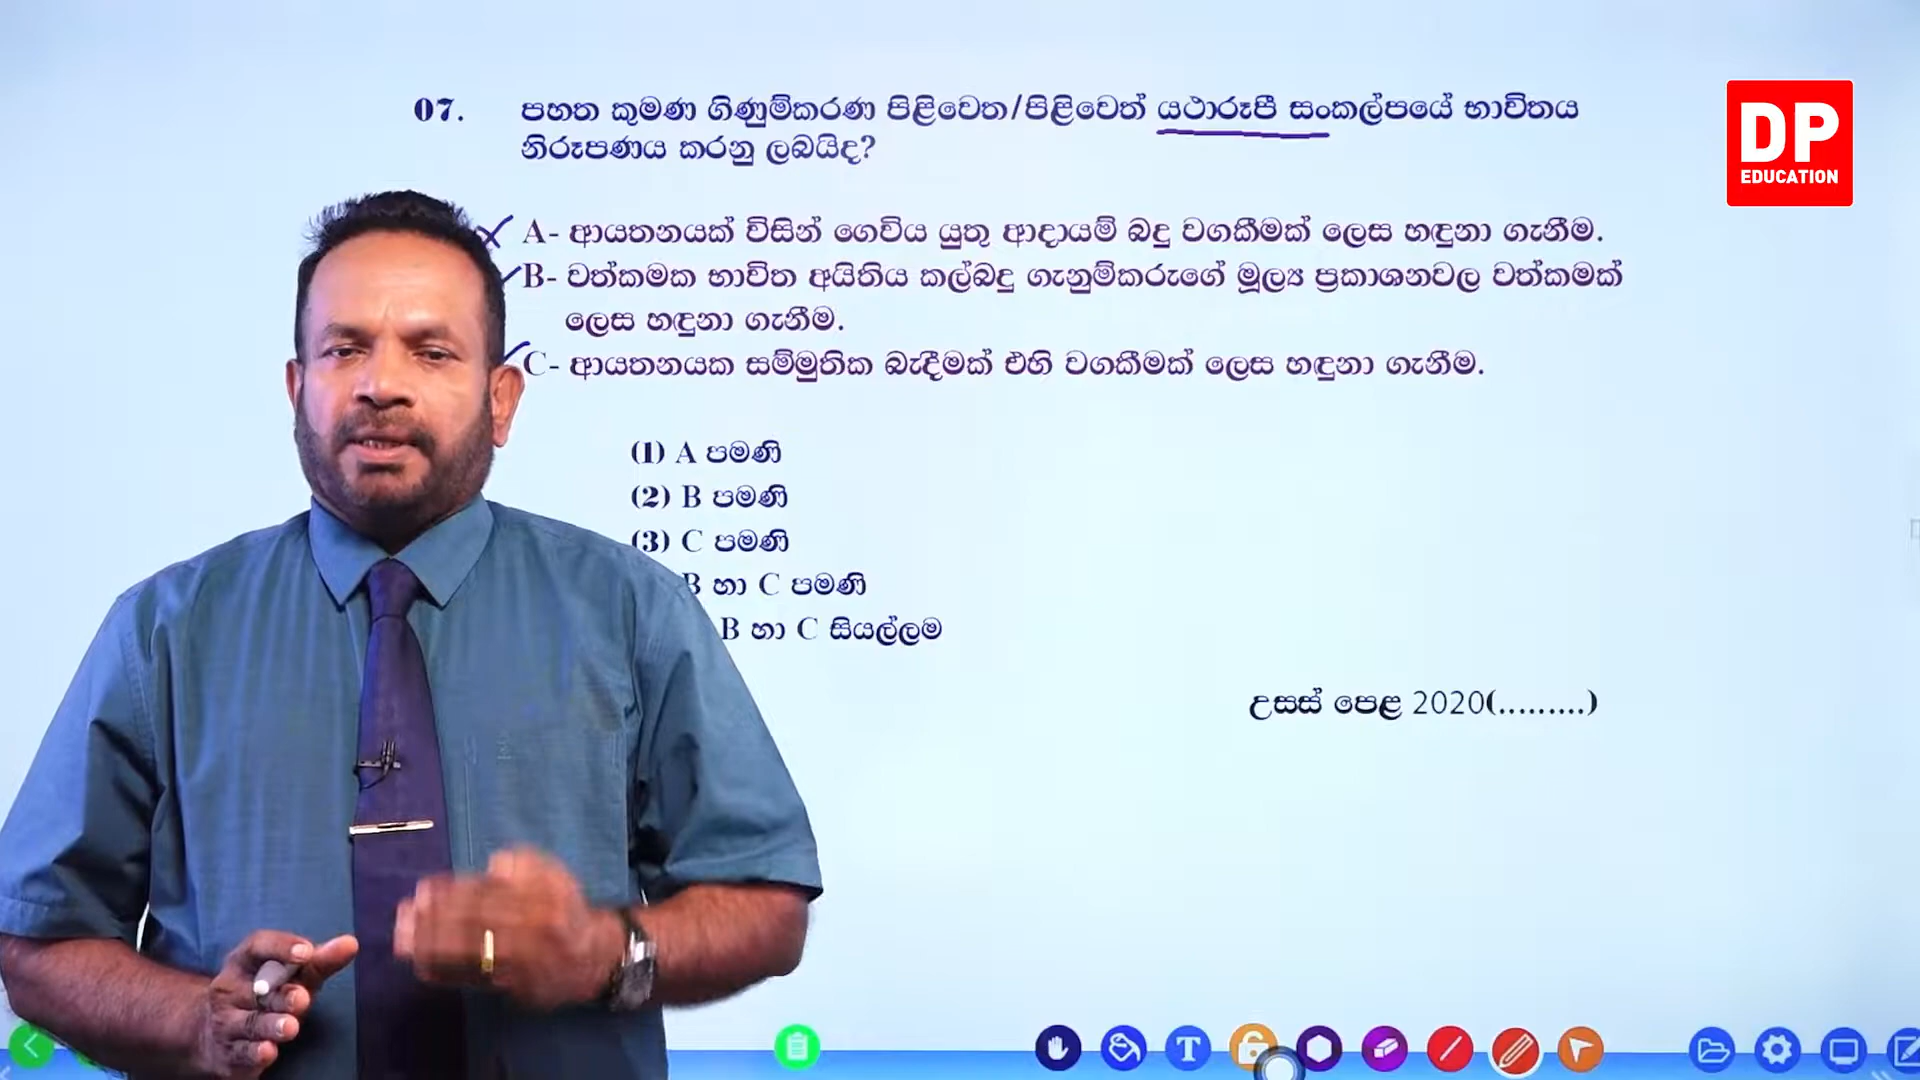 07. පහත කුමණ ගිණුම්කරණ පිළිවෙත/පිළිවෙත් යථාරූපී සංකල්පයේ භාවිතය
නිරූපණය කරනු ලබයිද?
A- ආයතනයක් විසින් ගෙවිය යුතු ආදායම් බදු වගකීමක් ලෙස හඳුනා ගැනීම.
B- වත්කමක භාවිත අයිතිය කල්බදු ගැනුම්කරුගේ මූල්‍ය ප්‍රකාශනවල වත්කමක්
ලෙස හඳුනා ගැනීම.
C- ආයතනයක සම්මුතික බැඳීමක් එහි වගකීමක් ලෙස හඳුනා ගැනීම.
(1) A පමණි
(2) B පමණි
(3) C පමණි
B හා C පමණි
B හා C සියල්ලම
උසස් පෙළ 2020(.........)
DP
EDUCATION
T